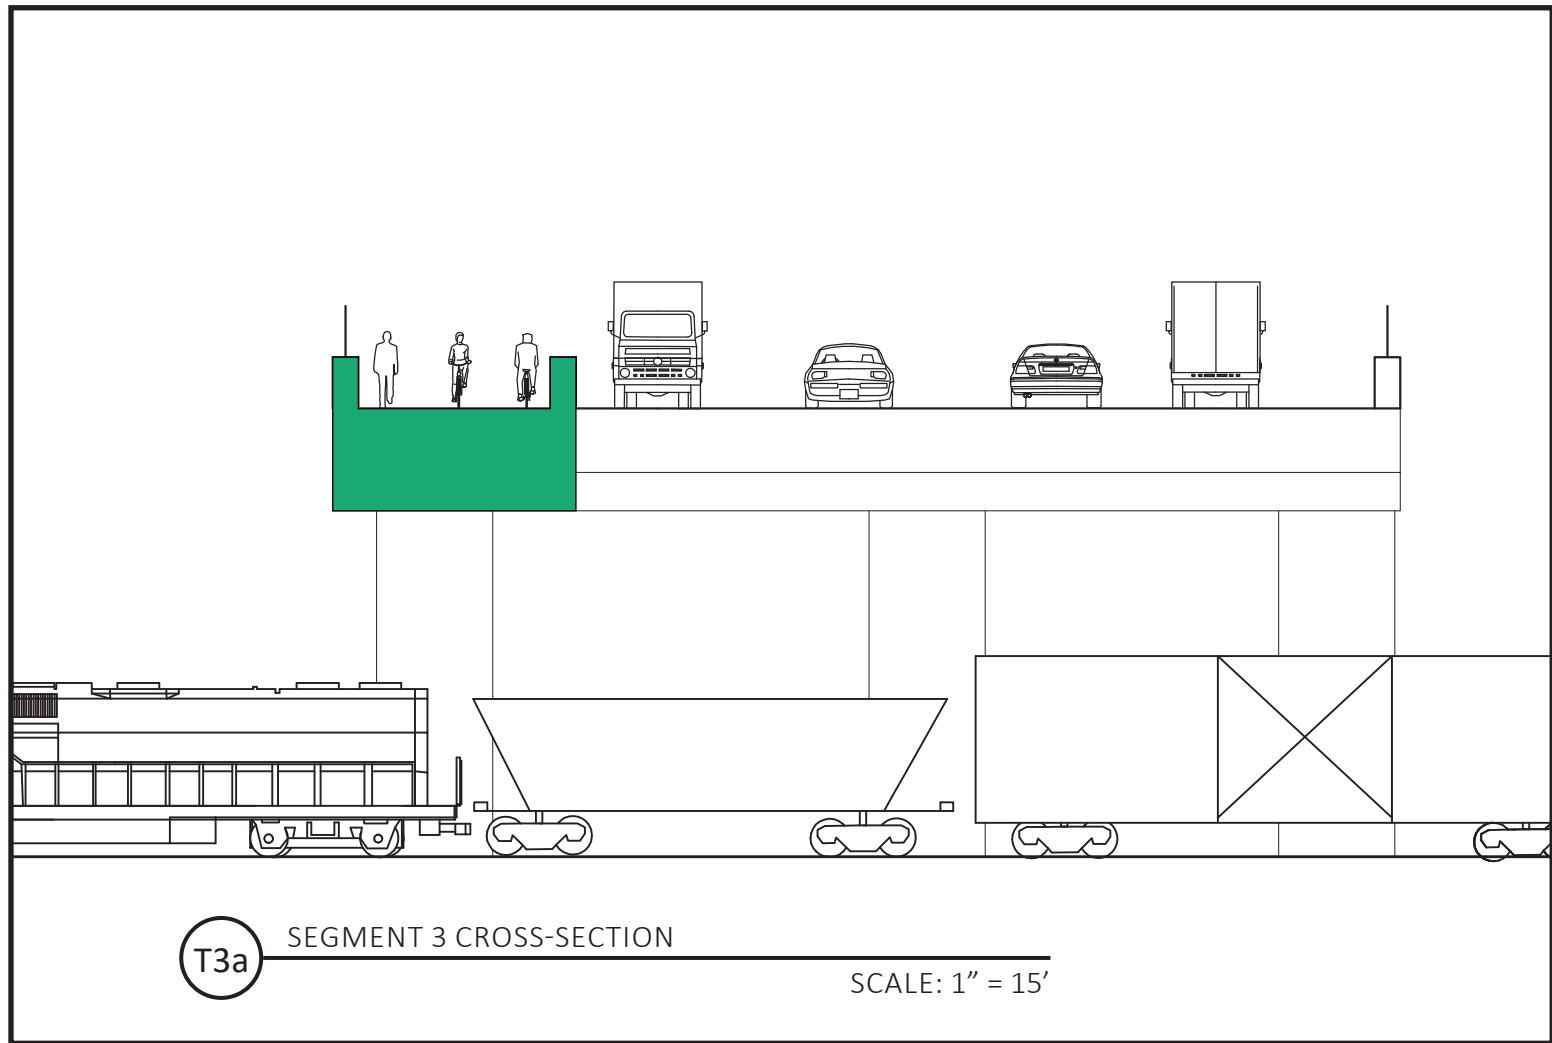 T3a
SEGMENT 3 CROSS-SECTION
SCALE: 1” = 15’